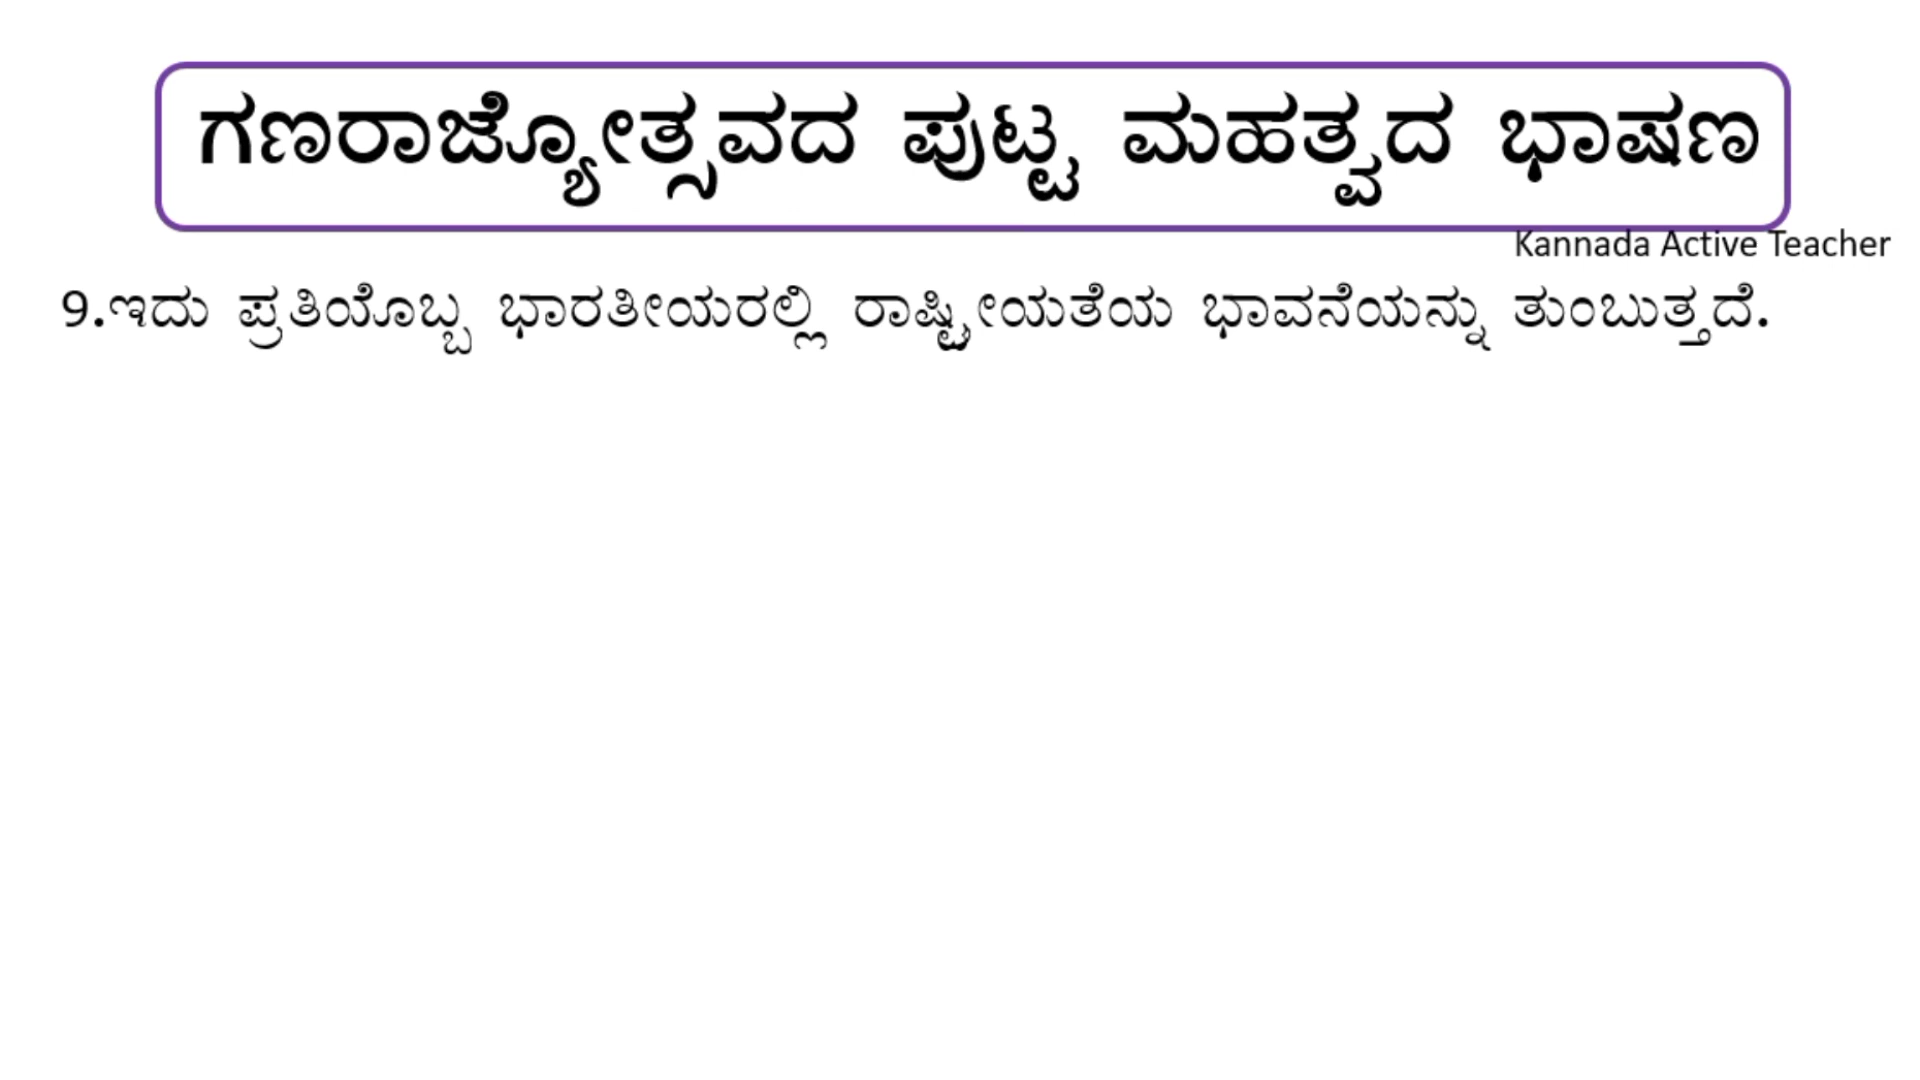 ಗಣರಾಜ್ಯೋತ್ಸವದ ಪುಟ್ಟ ಮಹತ್ವದ ಭಾಷಣ
Kannada Active Teacher
9.ಇದು ಪ್ರತಿಯೊಬ್ಬ ಭಾರತೀಯರಲ್ಲಿ ರಾಷ್ಟ್ರೀಯತೆಯ ಭಾವನೆಯನ್ನು ತುಂಬುತ್ತದೆ.